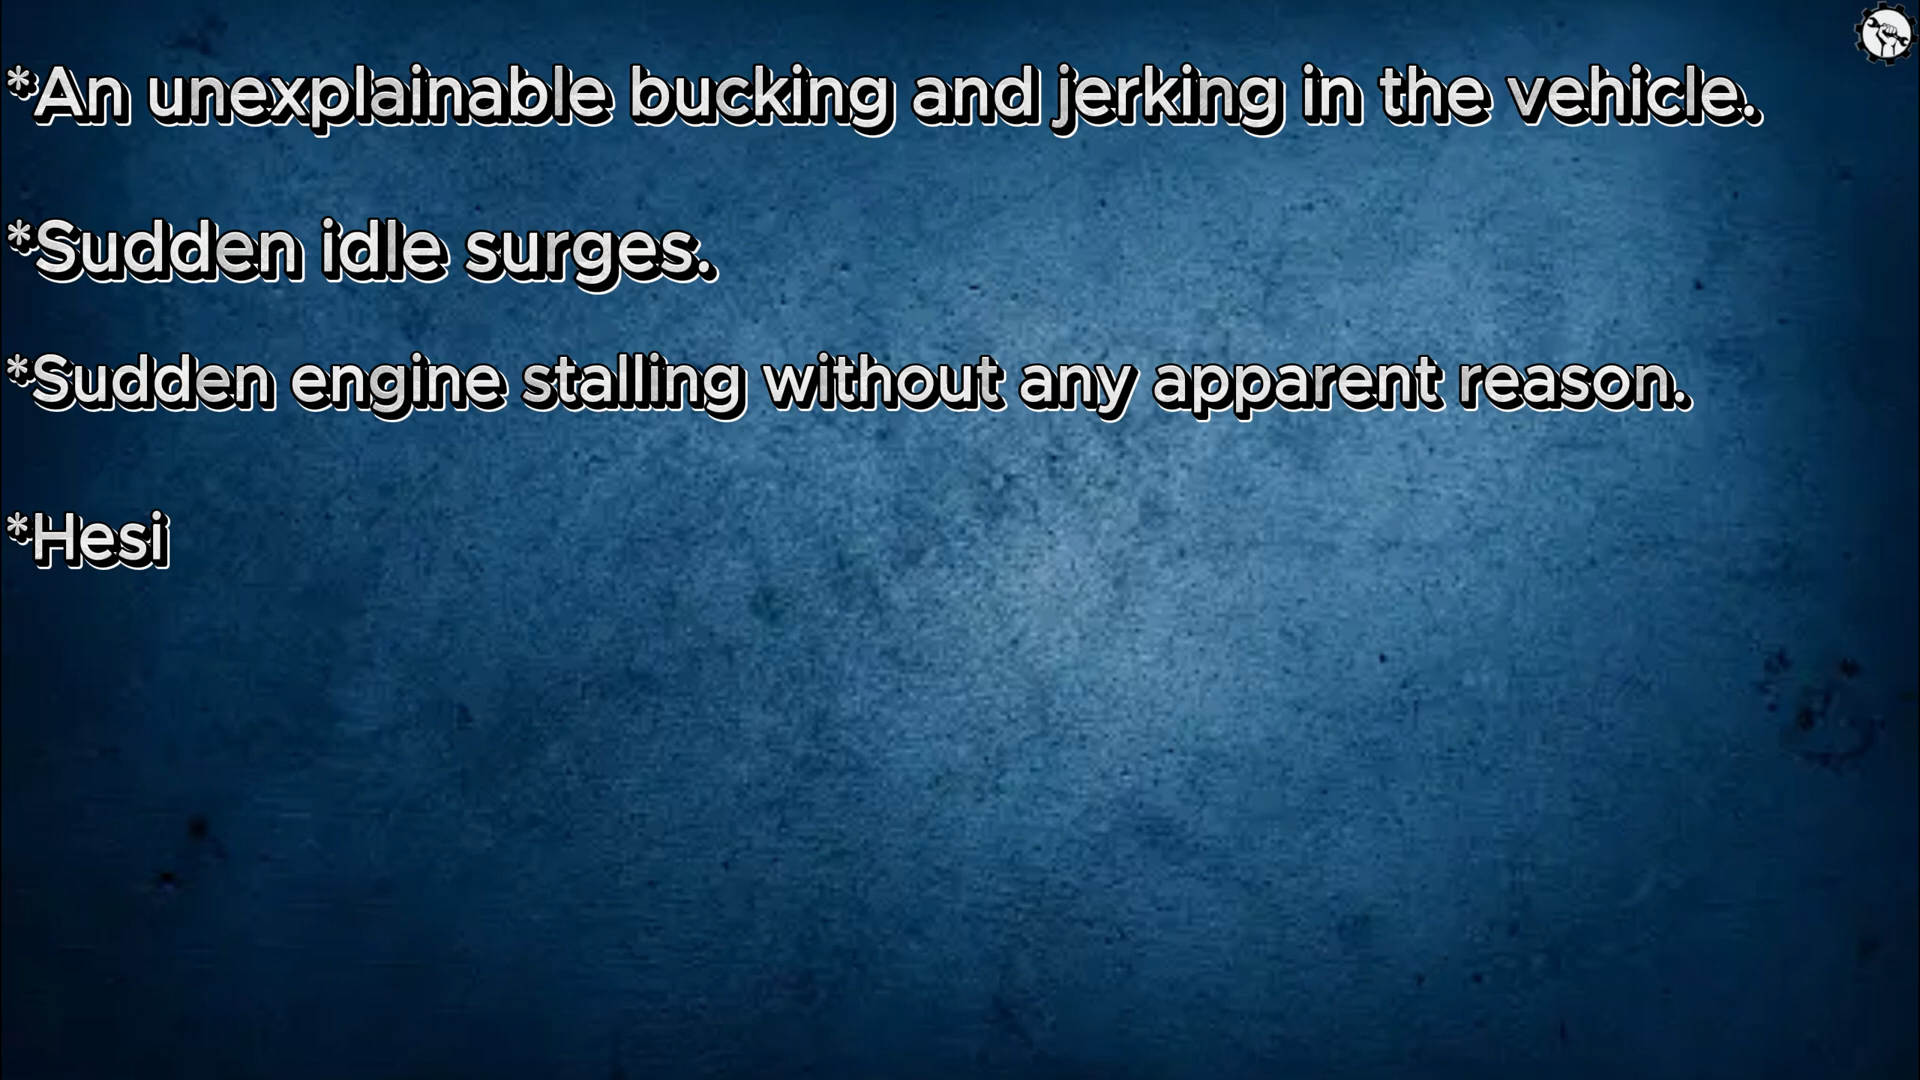 *An unexplainable bucking and jerking in the vehicle.
*Sudden idle surges.
*Sudden engine stalling without any apparent reason.
*Hesi